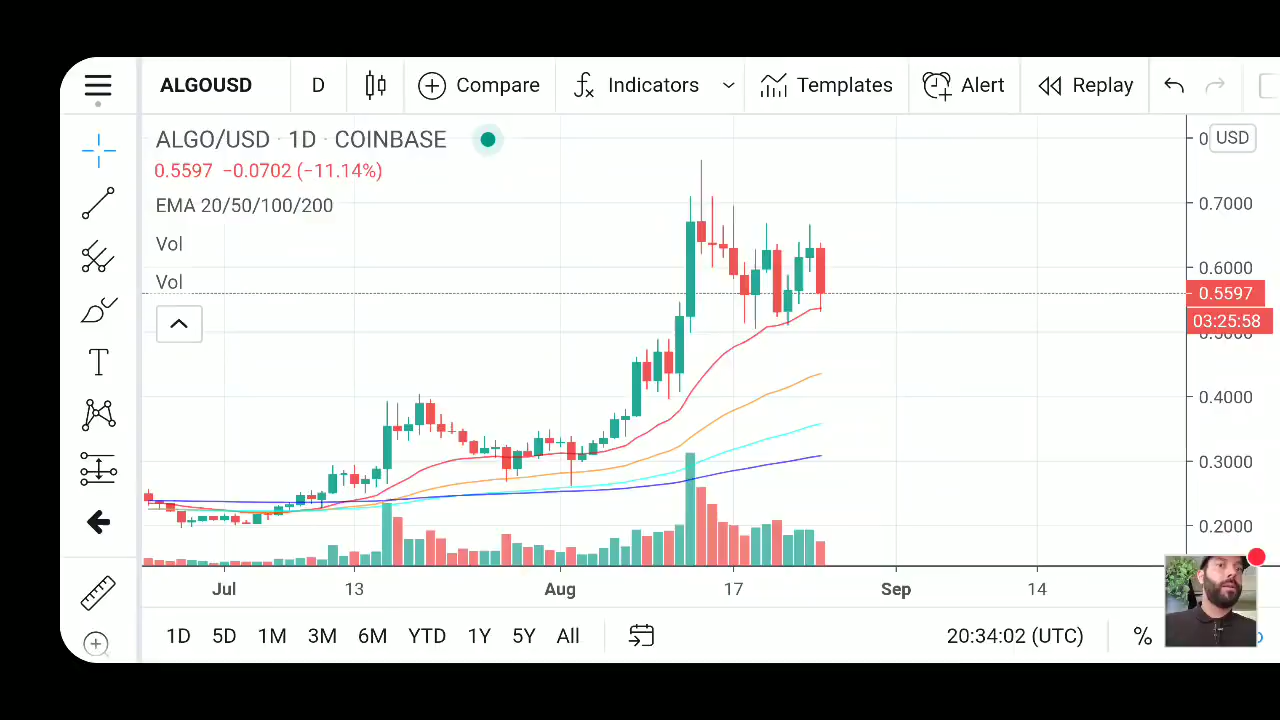 ALGOUSD D Compare Indicators Templates Alert Replay
ALGO/USD · 1D · COINBASE
0 USD
0.5597 −0.0702 (−11.14%)
EMA 20/50/100/200
0.7000
Vol
0.6000
Vol
0.5597
03:25:58
0.4000
T
0.3000
0.2000
Jul 13 Aug 17 Sep 14
1D 5D 1M 3M 6M YTD 1Y 5Y All 20:34:02 (UTC) %